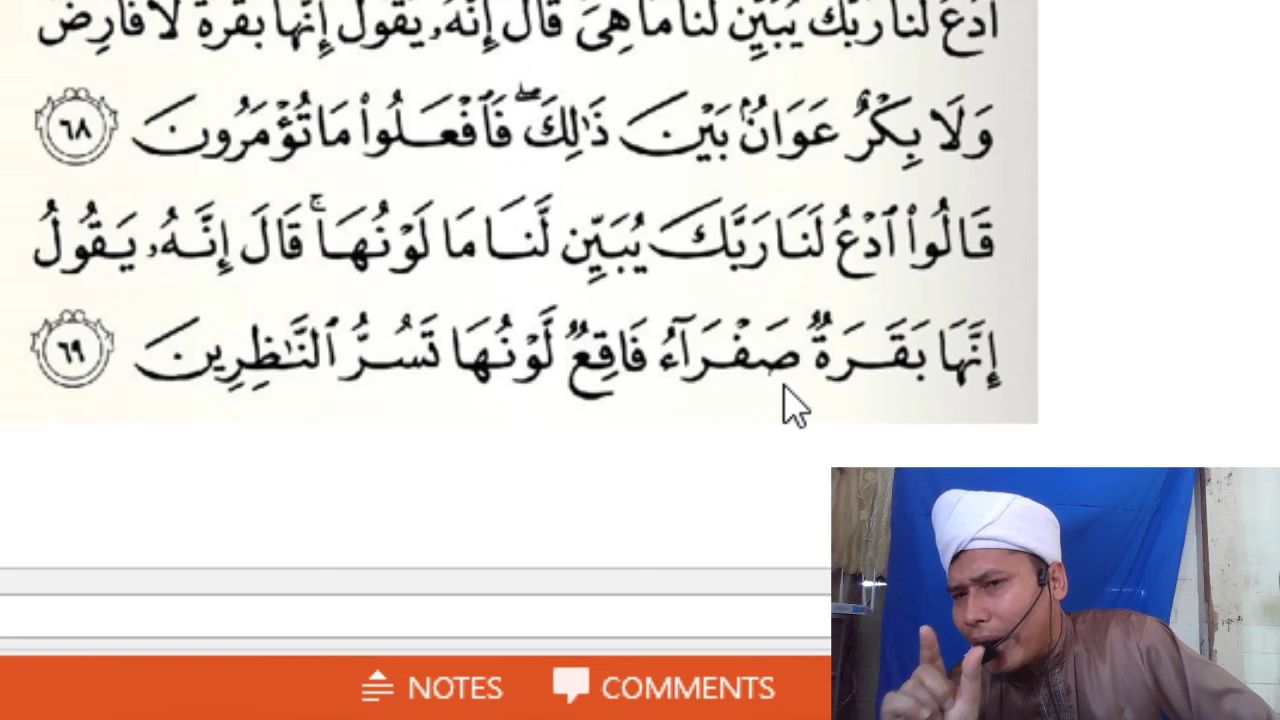 ٱدْعُ لَنَا رَبَّكَ يُبَيِّن لَّنَا مَا هِىَ قَالَ إِنَّهُۥ يَقُولُ إِنَّهَا بَقَرَةٌ لَّا فَارِضٌ
وَلَا بِكْرٌ عَوَانٌۢ بَيْنَ ذَٰلِكَ ۖ فَٱفْعَلُوا۟ مَا تُؤْمَرُونَ ٦٨
قَالُوا۟ ٱدْعُ لَنَا رَبَّكَ يُبَيِّن لَّنَا مَا لَوْنُهَا ۚ قَالَ إِنَّهُۥ يَقُولُ
إِنَّهَا بَقَرَةٌ صَفْرَآءُ فَاقِعٌ لَّوْنُهَا تَسُرُّ ٱلنَّٰظِرِينَ ٦٩
NOTES COMMENTS